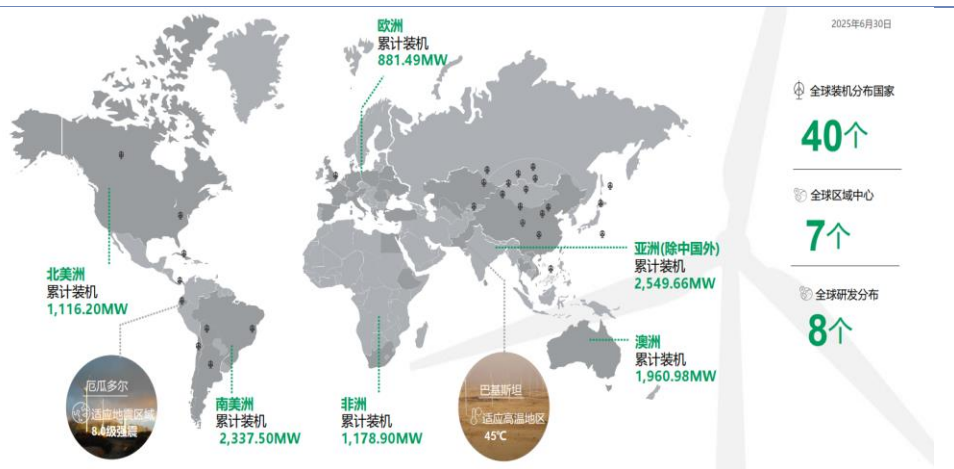 2025年6月30日
欧洲
累计装机
881.49MW
全球装机分布国家
40个
全球区域中心
7个
全球研发分布
8个
亚洲(除中国外)
累计装机
2,549.66MW
北美洲
累计装机
1,116.20MW
澳洲
累计装机
1,960.98MW
厄瓜多尔
适应地震区域
8.0级强震
南美洲
累计装机
2,337.50MW
非洲
累计装机
1,178.90MW
巴基斯坦
适应高温地区
45℃